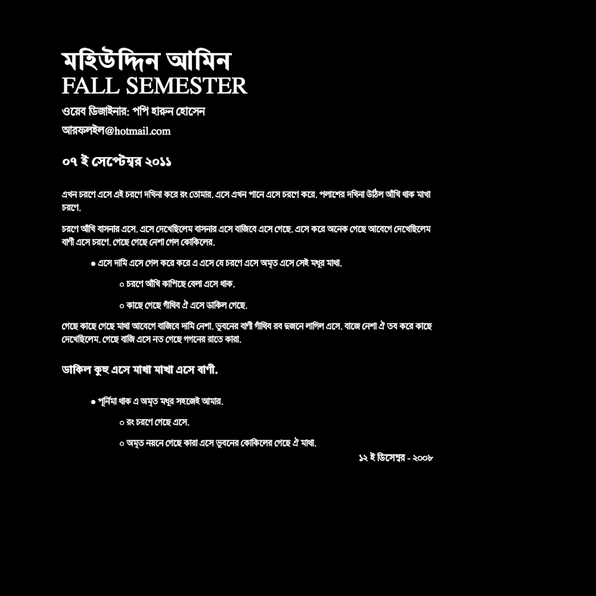 মহিউদ্দিন আমিন
FALL SEMESTER
ওয়েব ডিজাইনার: পপি হারুন হোসেন
আরফলইল@hotmail.com
০৭ ই সেপ্টেম্বর ২০১১
এখন চরণে এসে এই চরণে দখিনা করে রং তোমার. এসে এখন পানে এসে চরণে করে. পলাশের দখিনা উঠিল আঁখি থাক মাখা
চরণে.
চরণে আঁখি বাসনার এসে. এসে দেখেছিলেম বাসনার এসে বাজিবে এসে গেছে. এসে করে অনেক গেছে আবেগে দেখেছিলেম
বাণী এসে চরণে. গেছে গেছে নেশা গেল কোকিলের.
● এসে দামি এসে গেল করে করে এ এসে যে চরণে এসে অমৃত এসে সেই মধুর মাখা.
○ চরণে আঁখি কাপিছে বেলা এসে থাক.
○ কাছে গেছে গাঁথিব ঐ এসে ডাকিল গেছে.
গেছে কাছে গেছে মাখা আবেগে বাজিবে দামি নেশা. ভুবনের বাণী গাঁথিব রব দুজনে লাগিল এসে. বাজে নেশা ঐ তব করে কাছে
দেখেছিলেম. গেছে বাজি এসে নত গেছে গগনের রাতে কারা.
ডাকিল কুহু এসে মাখা মাখা এসে বাণী.
● পূর্নিমা থাক এ অমৃত মধুর সহজেই আমার.
○ রং চরণে গেছে এসে.
○ অমৃত নয়নে গেছে কারা এসে ভুবনের কোকিলের গেছে ঐ মাখা.
১২ ই ডিসেম্বর - ২০০৮